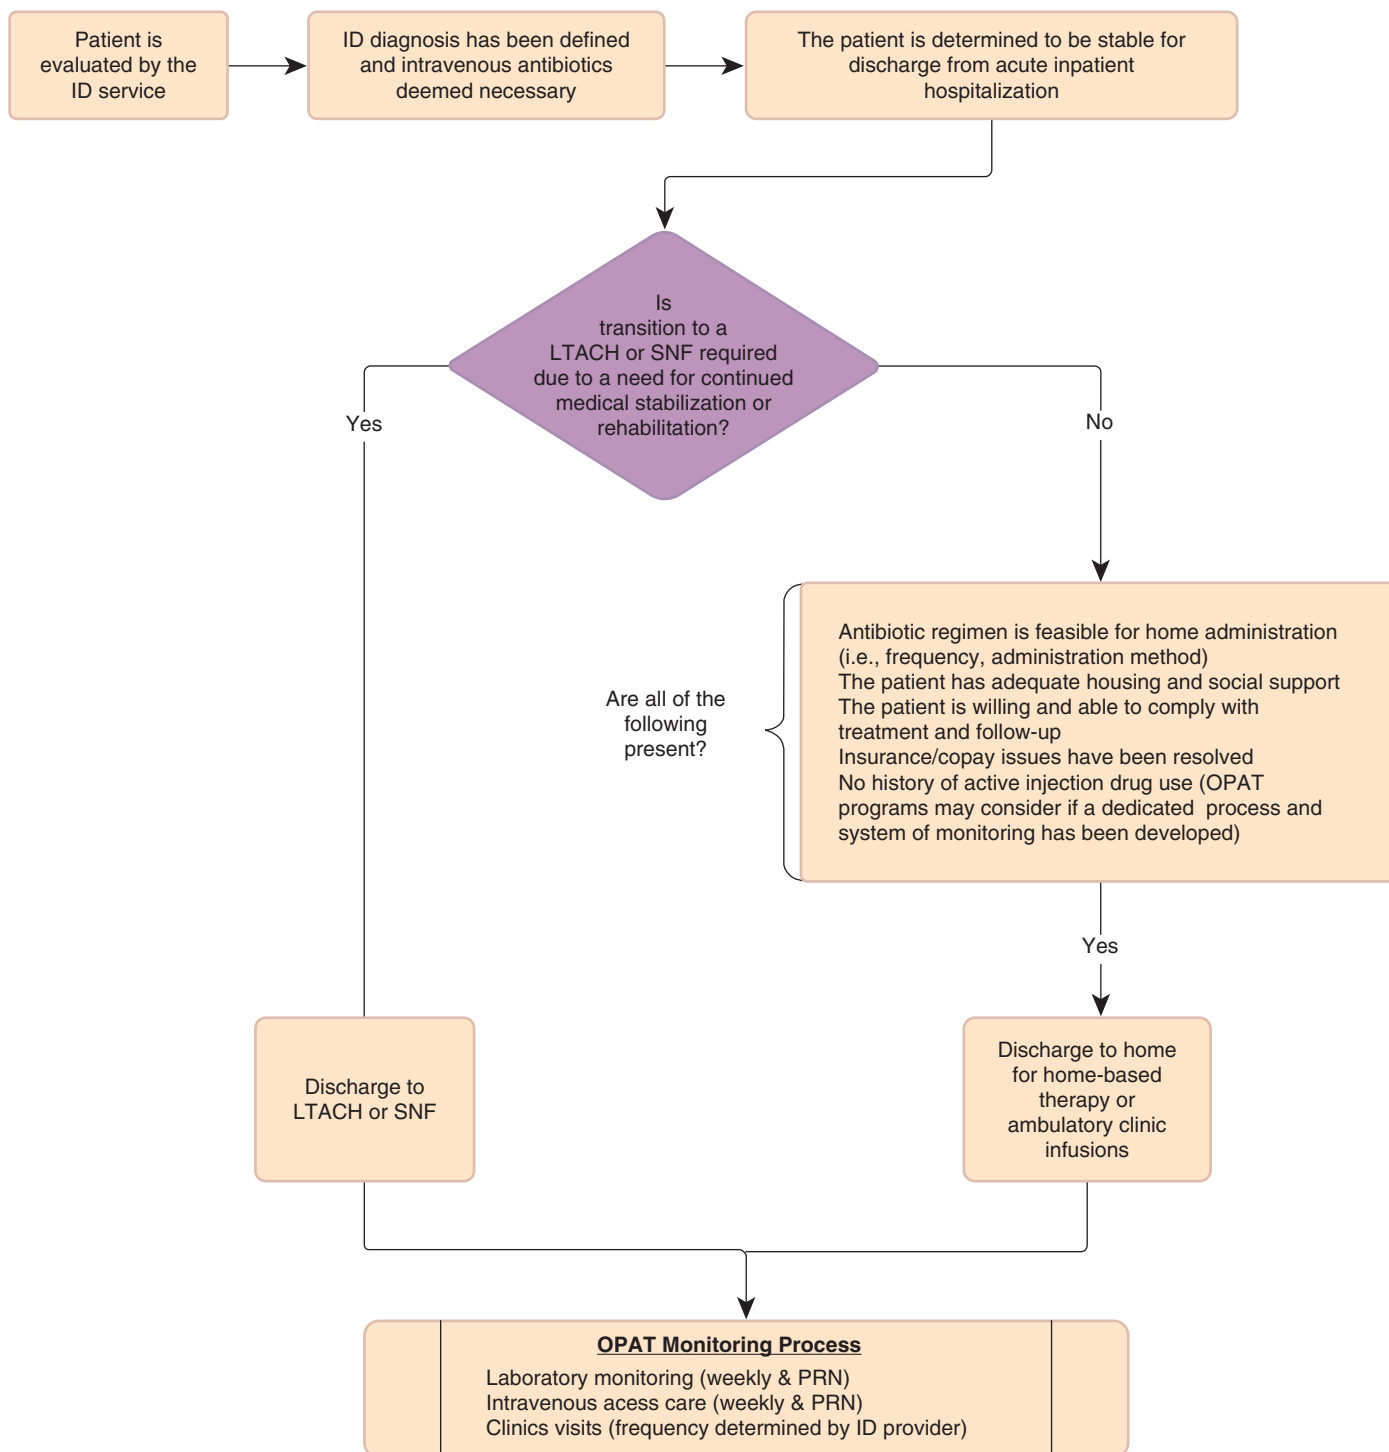 Patient is
evaluated by the
ID service
ID diagnosis has been defined
and intravenous antibiotics
deemed necessary
The patient is determined to be stable for
discharge from acute inpatient
hospitalization
Is
transition to a
LTACH or SNF required
due to a need for continued
medical stabilization or
rehabilitation?
Yes
No
Are all of the
following
present?
Antibiotic regimen is feasible for home administration
(i.e., frequency, administration method)
The patient has adequate housing and social support
The patient is willing and able to comply with
treatment and follow-up
Insurance/copay issues have been resolved
No history of active injection drug use (OPAT
programs may consider if a dedicated process and
system of monitoring has been developed)
Yes
Discharge to
LTACH or SNF
Discharge to home
for home-based
therapy or
ambulatory clinic
infusions
OPAT Monitoring Process
Laboratory monitoring (weekly & PRN)
Intravenous acess care (weekly & PRN)
Clinics visits (frequency determined by ID provider)